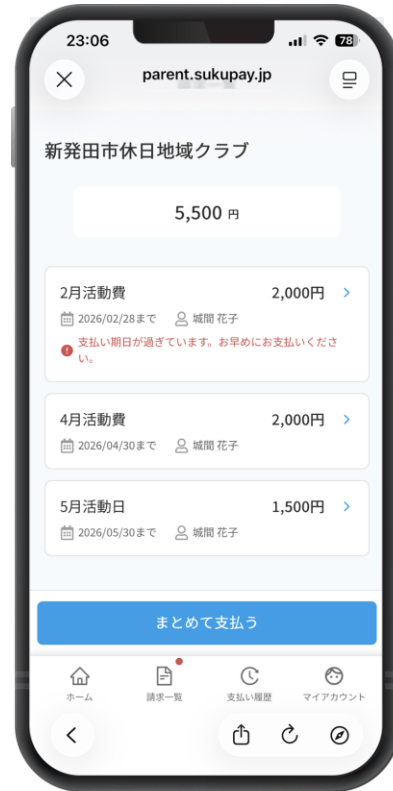 23:06
78
parent.sukupay.jp
新発田市休日地域クラブ
5,500 円
2月活動費 2,000円
2026/02/28まで 城間 花子
支払い期日が過ぎています。お早めにお支払いくださ
い。
4月活動費 2,000円
2026/04/30まで 城間 花子
5月活動日 1,500円
2026/05/30まで 城間 花子
まとめて支払う
ホーム 請求一覧 支払い履歴 マイアカウント